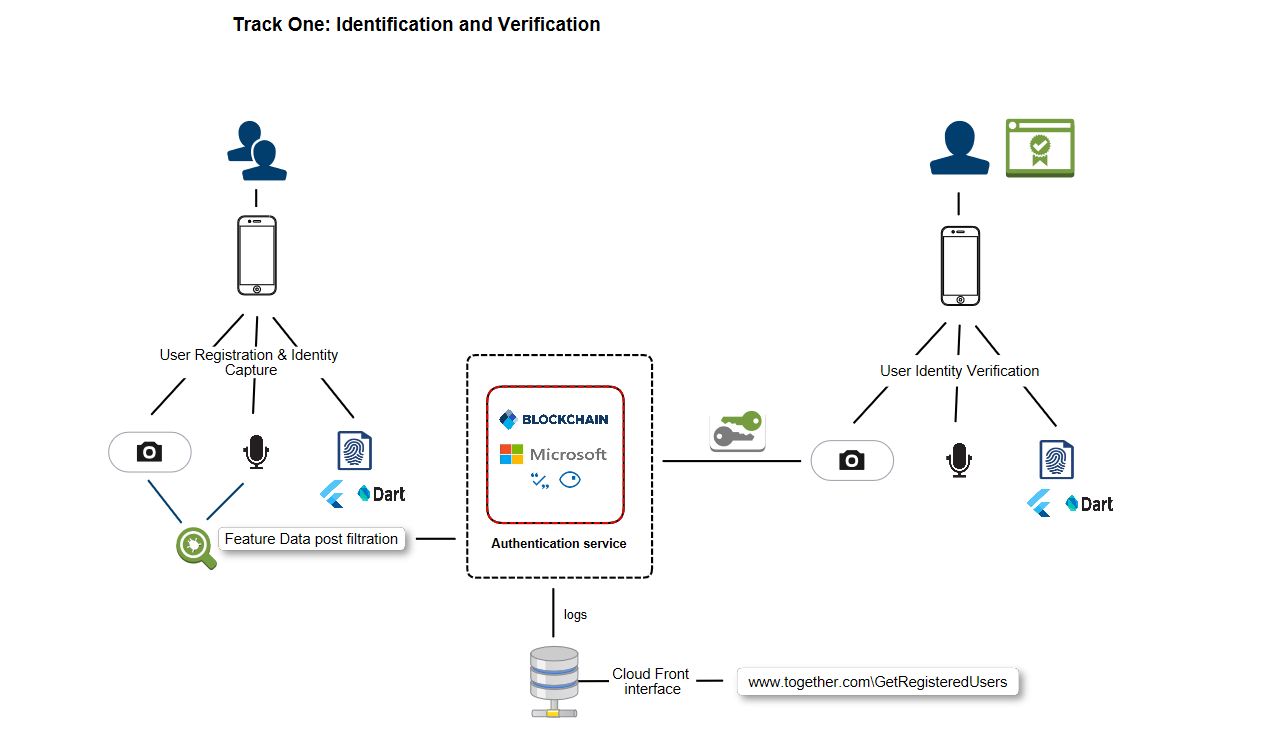 Track One: Identification and Verification
User Registration & Identity
Capture
User Identity Verification
BLOCKCHAIN
Microsoft
Dart
Dart
Feature Data post filtration
Authentication service
logs
Cloud Front
interface
www.together.com\GetRegisteredUsers